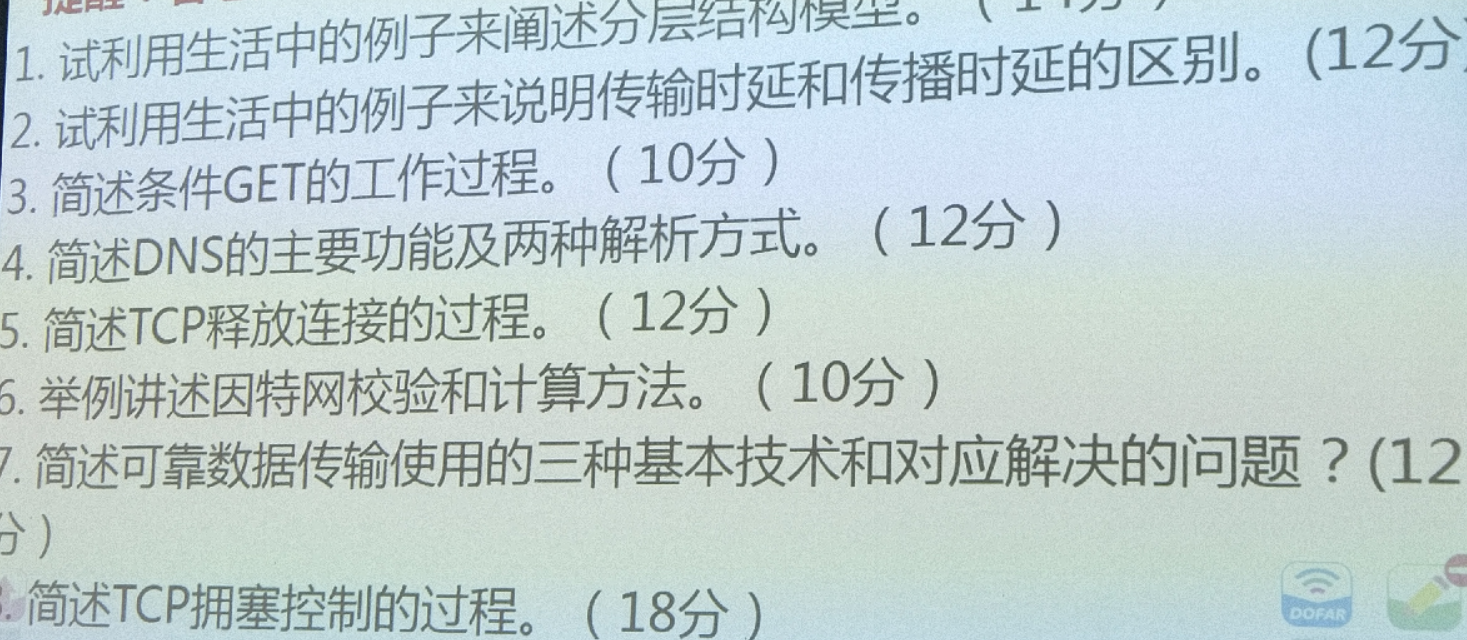 1. 试利用生活中的例子来阐述分层结构模型。
2. 试利用生活中的例子来说明传输时延和传播时延的区别。(12分)
3. 简述条件GET的工作过程。（10分）
4. 简述DNS的主要功能及两种解析方式。（12分）
5. 简述TCP释放连接的过程。（12分）
6. 举例讲述因特网校验和计算方法。（10分）
7. 简述可靠数据传输使用的三种基本技术和对应解决的问题？(12
分）
简述TCP拥塞控制的过程。（18分）
DOFAR